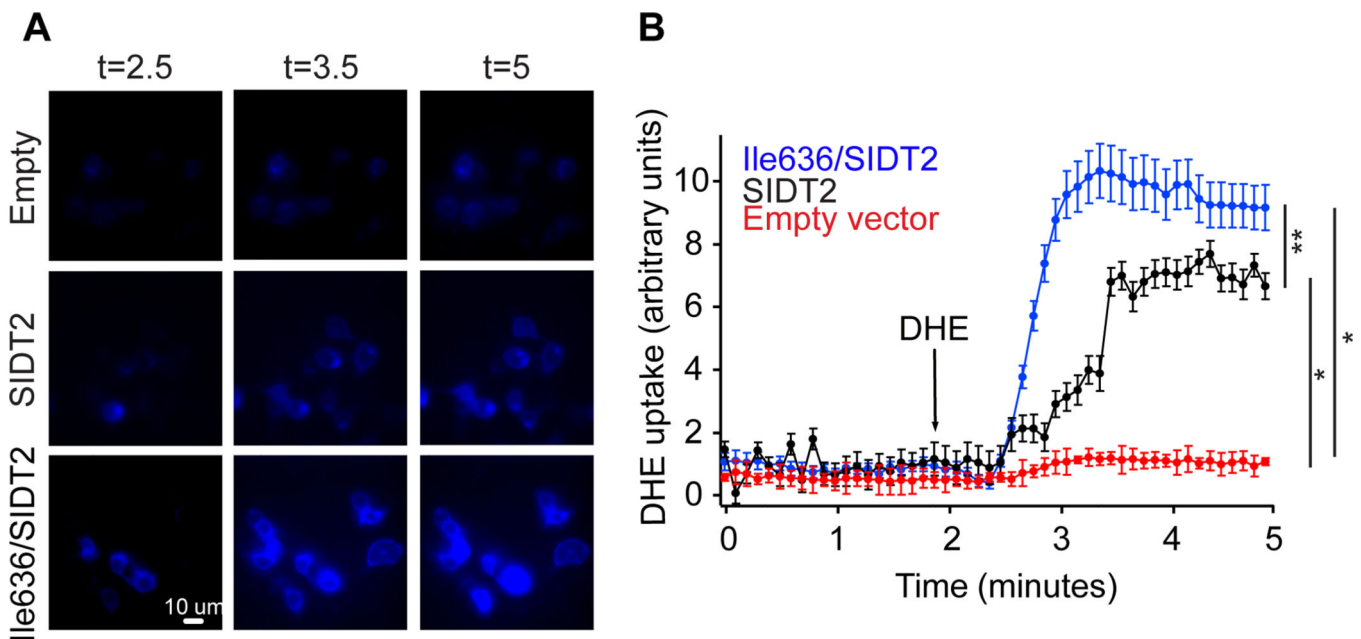 A
t=2.5 t=3.5 t=5
Empty
SIDT2
Ile636/SIDT2
10 um
B
DHE uptake (arbitrary units)
10
8
6
4
2
0
Ile636/SIDT2
SIDT2
Empty vector
DHE
**
*
*
0 1 2 3 4 5
Time (minutes)